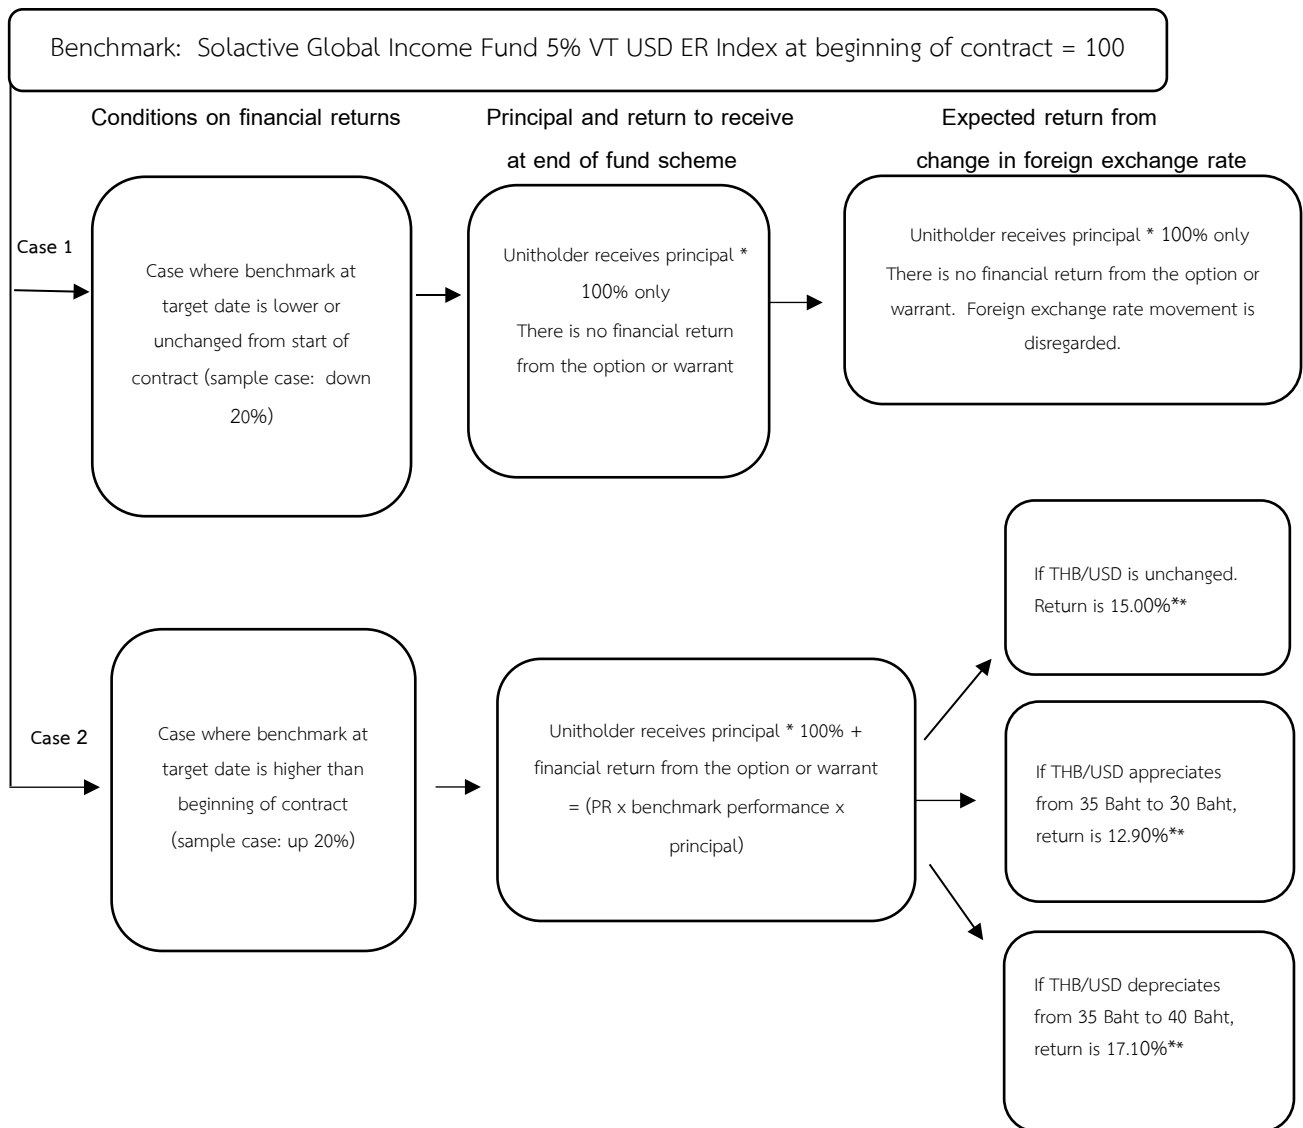 Benchmark:  Solactive Global Income Fund 5% VT USD ER Index at beginning of contract = 100
Conditions on financial returns
Principal and return to receive
at end of fund scheme
Expected return from
change in foreign exchange rate
Case 1
Case where benchmark at
target date is lower or
unchanged from start of
contract (sample case:  down
20%)
Unitholder receives principal *
100% only
There is no financial return
from the option or warrant
Unitholder receives principal * 100% only
There is no financial return from the option or
warrant.  Foreign exchange rate movement is
disregarded.
Case 2
Case where benchmark at
target date is higher than
beginning of contract
(sample case: up 20%)
Unitholder receives principal * 100% +
financial return from the option or warrant
= (PR x benchmark performance x
principal)
If THB/USD is unchanged.
Return is 15.00%**
If THB/USD appreciates
from 35 Baht to 30 Baht,
return is 12.90%**
If THB/USD depreciates
from 35 Baht to 40 Baht,
return is 17.10%**